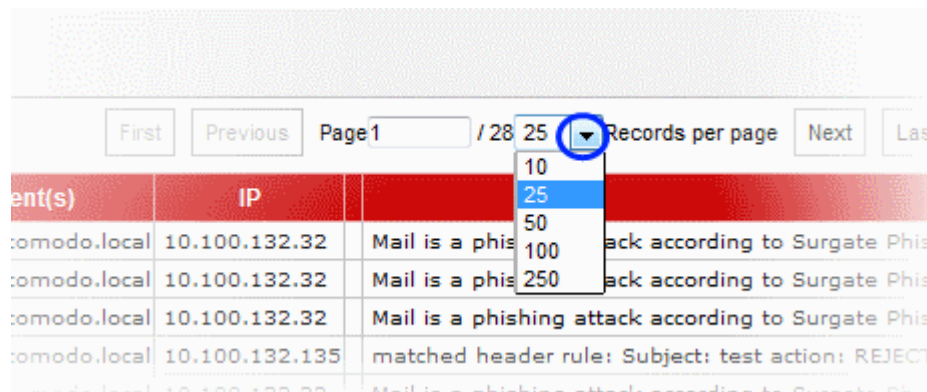 First Previous Page 1 / 28 25 Records per page Next
10
25
50
100
250
IP
comodo.local 10.100.132.32 Mail is a phis ack according to Surgate Phis
comodo.local 10.100.132.32 Mail is a phis ack according to Surgate Phis
comodo.local 10.100.132.32 Mail is a phishing attack according to Surgate Phis
comodo.local 10.100.132.135 matched header rule: Subject: test action: REJECT